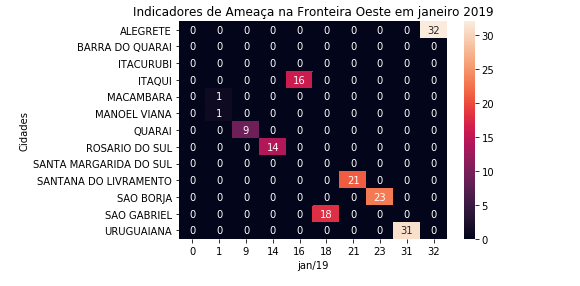 Indicadores de Ameaça na Fronteira Oeste em janeiro 2019
ALEGRETE 0 0 0 0 0 0 0 0 0 32
BARRA DO QUARAI 0 0 0 0 0 0 0 0 0 0
ITACURUBI 0 0 0 0 0 0 0 0 0 0
ITAQUI 0 0 0 0 16 0 0 0 0 0
MACAMBARA 0 1 0 0 0 0 0 0 0 0
MANOEL VIANA 0 1 0 0 0 0 0 0 0 0
QUARAI 0 0 9 0 0 0 0 0 0 0
ROSARIO DO SUL 0 0 0 14 0 0 0 0 0 0
SANTA MARGARIDA DO SUL 0 0 0 0 0 0 0 0 0 0
SANTANA DO LIVRAMENTO 0 0 0 0 0 0 21 0 0 0
SAO BORJA 0 0 0 0 0 0 0 23 0 0
SAO GABRIEL 0 0 0 0 0 18 0 0 0 0
URUGUAIANA 0 0 0 0 0 0 0 0 31 0
0 1 9 14 16 18 21 23 31 32
jan/19
Cidades
30
25
20
15
10
5
0